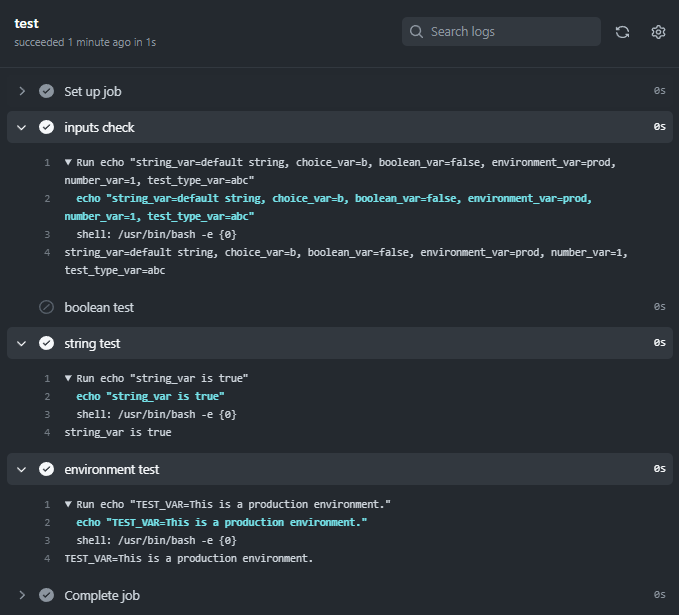 test
succeeded 1 minute ago in 1s
Search logs
Set up job 0s
inputs check 0s
1 ▼ Run echo "string_var=default string, choice_var=b, boolean_var=false, environment_var=prod,
number_var=1, test_type_var=abc"
2 echo "string_var=default string, choice_var=b, boolean_var=false, environment_var=prod,
number_var=1, test_type_var=abc"
3 shell: /usr/bin/bash -e {0}
4 string_var=default string, choice_var=b, boolean_var=false, environment_var=prod, number_var=1,
test_type_var=abc
boolean test 0s
string test 0s
1 ▼ Run echo "string_var is true"
2 echo "string_var is true"
3 shell: /usr/bin/bash -e {0}
4 string_var is true
environment test 0s
1 ▼ Run echo "TEST_VAR=This is a production environment."
2 echo "TEST_VAR=This is a production environment."
3 shell: /usr/bin/bash -e {0}
4 TEST_VAR=This is a production environment.
Complete job 0s